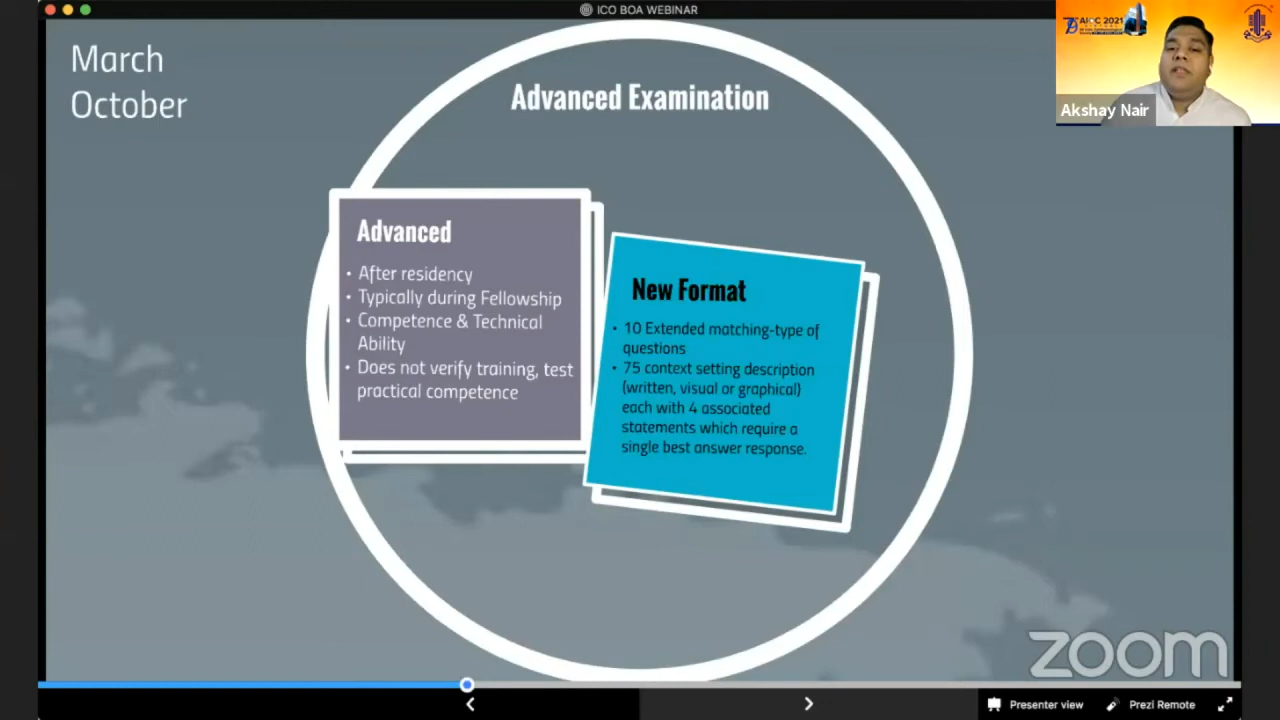 ICO BOA WEBINAR
March
October
Advanced Examination
AIOC 2021
Akshay Nair
Advanced
• After residency
• Typically during Fellowship
• Competence & Technical
Ability
• Does not verify training, test
practical competence
New Format
• 10 Extended matching-type of
questions
• 75 context setting description
(written, visual or graphical)
each with 4 associated
statements which require a
single best answer response.
zoom
Presenter view
Prezi Remote